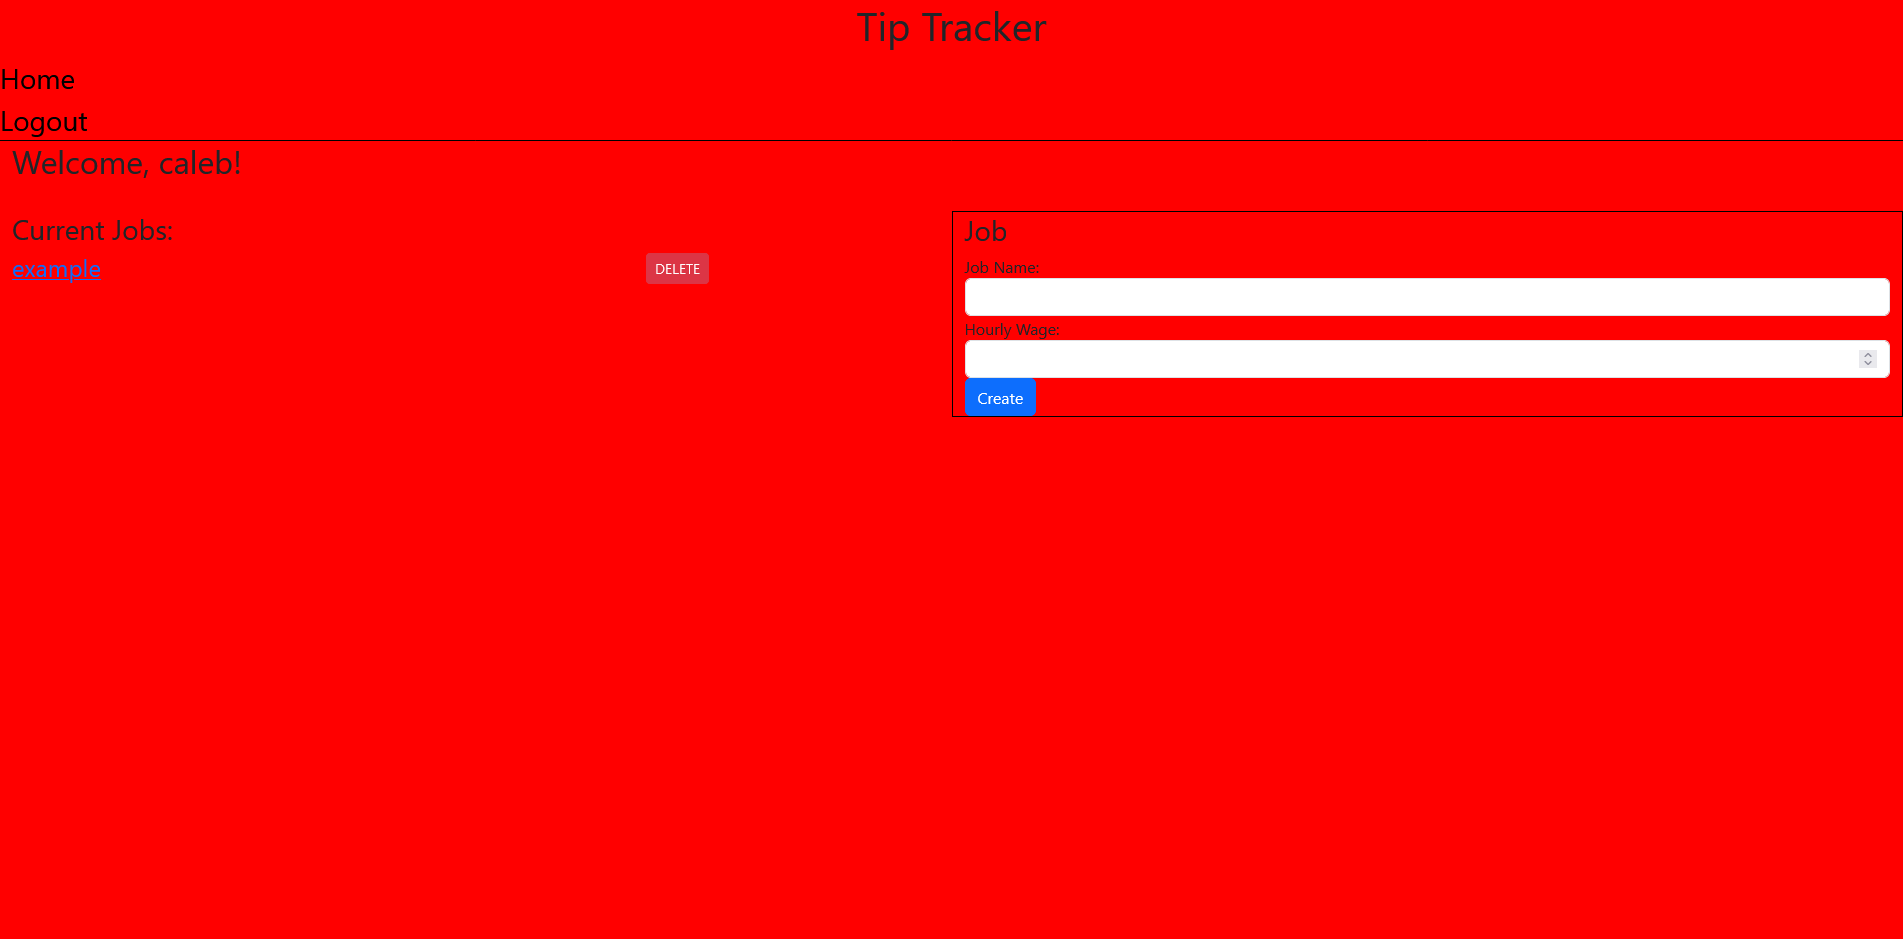 Tip Tracker
Home
Logout
Welcome, caleb!
Current Jobs:
example
DELETE
Job
Job Name:
Hourly Wage:
Create